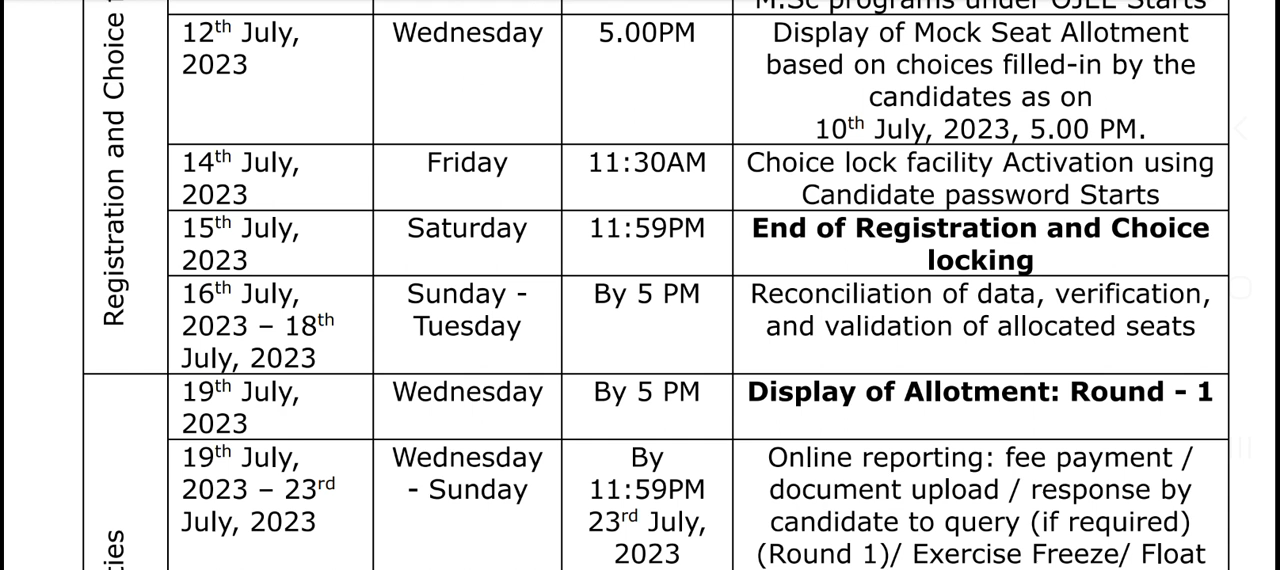 M.Sc programs under OJEE Starts
Registration and Choice
12th July,
2023
Wednesday
5.00PM
Display of Mock Seat Allotment
based on choices filled-in by the
candidates as on
10th July, 2023, 5.00 PM.
14th July,
2023
Friday
11:30AM
Choice lock facility Activation using
Candidate password Starts
15th July,
2023
Saturday
11:59PM
End of Registration and Choice
locking
16th July,
2023 – 18th
July, 2023
Sunday -
Tuesday
By 5 PM
Reconciliation of data, verification,
and validation of allocated seats
19th July,
2023
Wednesday
By 5 PM
Display of Allotment: Round - 1
19th July,
2023 – 23rd
July, 2023
Wednesday
- Sunday
By
11:59PM
23rd July,
2023
Online reporting: fee payment /
document upload / response by
candidate to query (if required)
(Round 1)/ Exercise Freeze/ Float